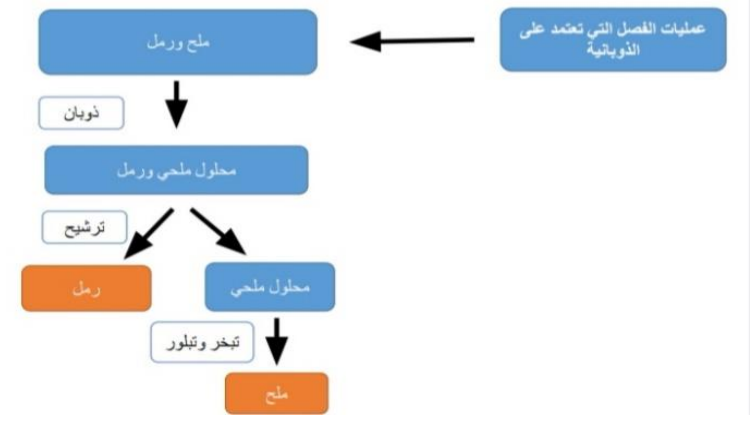 عمليات الفصل التي تعتمد على
الذوبانية
ملح ورمل
ذوبان
محلول ملحي ورمل
ترشيح
محلول ملحي
رمل
تبخر وتبلور
ملح